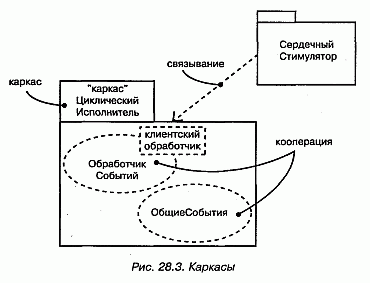 связывание
Сердечный
Стимулятор
каркас
"каркас"
Циклический
Исполнитель
клиентский
обработчик
кооперация
Обработчик
Событий
ОбщиеСобытия
Рис. 28.3. Каркасы